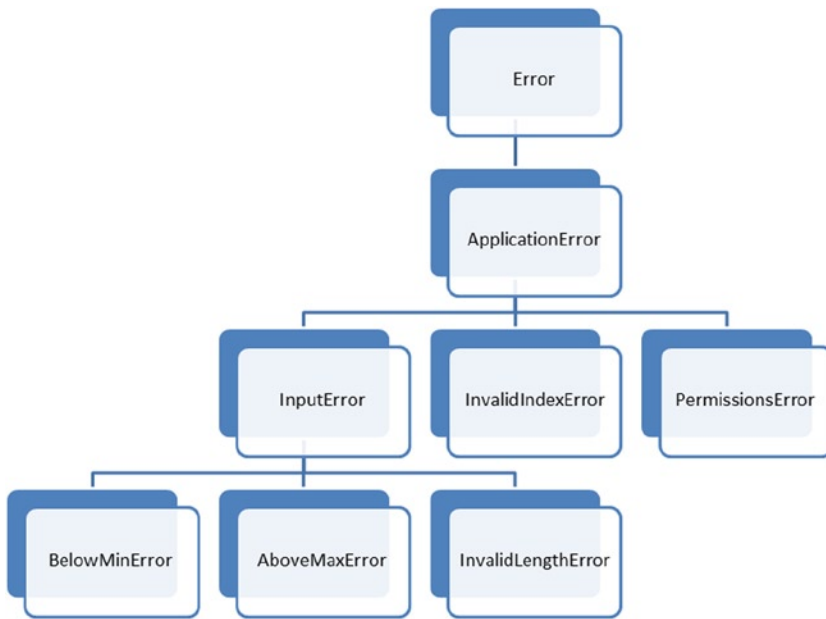 Error
ApplicationError
InputError
InvalidIndexError
PermissionsError
BelowMinError
AboveMaxError
InvalidLengthError